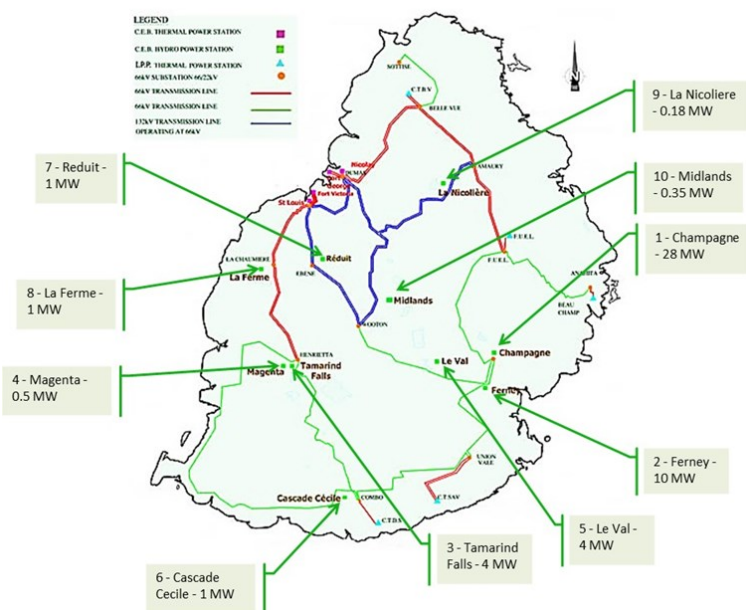 LEGEND
C.E.B. THERMAL POWER STATION
C.E.B. HYDRO POWER STATION
I.P.P. THERMAL POWER STATION
66kV SUBSTATION 66/22kV
66kV TRANSMISSION LINE
66kV TRANSMISSION LINE
132kV TRANSMISSION LINE
OPERATING AT 66kV
SOTTISE
C.T.B.V
BELLE VUE
9 - La Nicoliere
- 0.18 MW
7 - Reduit -
1 MW
Nicolay
DUMAS
Fort
George
Fort Victoria
St Louis
AMAURY
La Nicolière
10 - Midlands
- 0.35 MW
F.U.E.L.
F.U.E.L.
1 - Champagne
- 28 MW
LA CHAUMIERE
La Ferme
Réduit
EBENE
ANAHITA
BEAU
CHAMP
8 - La Ferme -
1 MW
Midlands
WOOTON
HENRIETTA
Magenta
Tamarind
Falls
Le Val
Champagne
Ferney
4 - Magenta -
0.5 MW
2 - Ferney -
10 MW
UNION
VALE
Cascade Cécile
COMBO
C.T.SAV
C.T.D.S
5 - Le Val -
4 MW
3 - Tamarind
Falls - 4 MW
6 - Cascade
Cecile - 1 MW